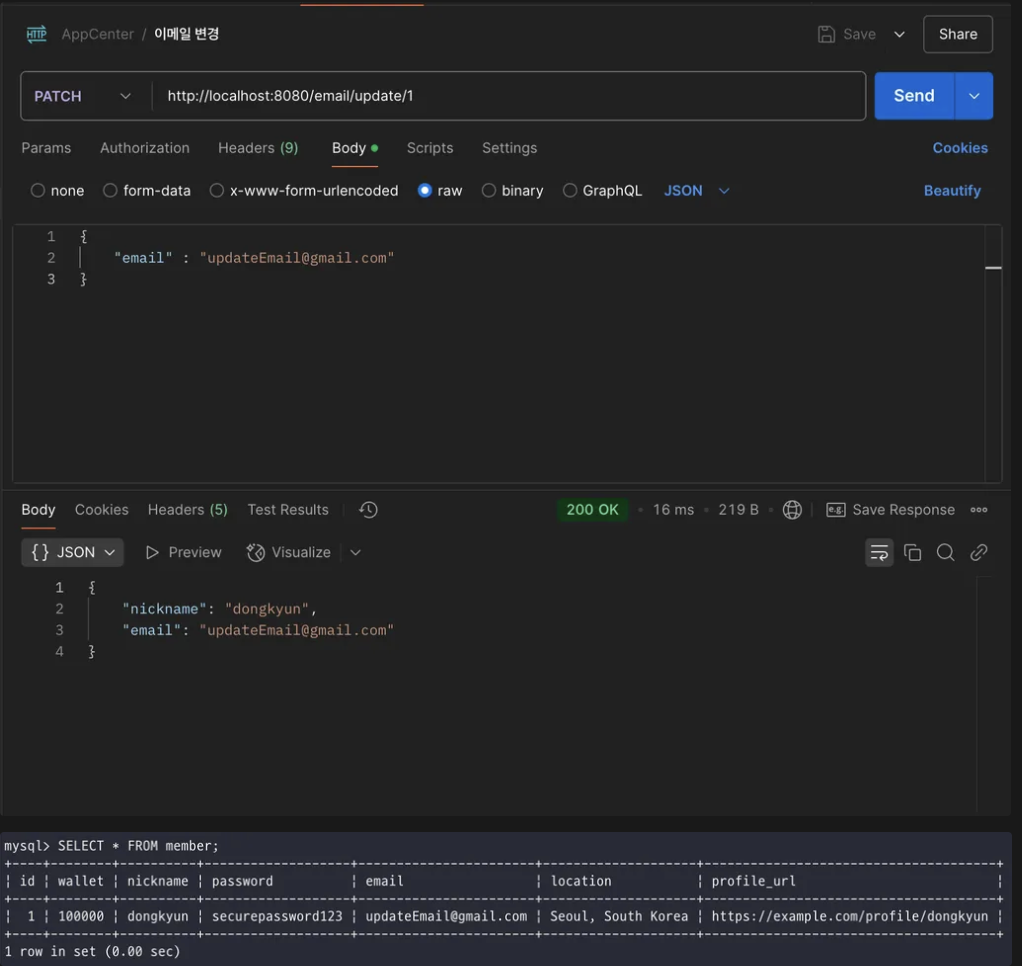 HTTP AppCenter / 이메일 변경 Save Share
PATCH http://localhost:8080/email/update/1 Send
Params Authorization Headers (9) Body Scripts Settings Cookies
none form-data x-www-form-urlencoded raw binary GraphQL JSON Beautify
1 {
2 "email" : "updateEmail@gmail.com"
3 }
Body Cookies Headers (5) Test Results 200 OK • 16 ms • 219 B • e.g. Save Response
{} JSON Preview Visualize
1 {
2 "nickname": "dongkyun",
3 "email": "updateEmail@gmail.com"
4 }
mysql> SELECT * FROM member;
+----+--------+----------+-------------------+-----------------------+--------------------+--------------------------------------+
| id | wallet | nickname | password | email | location | profile_url |
+----+--------+----------+-------------------+-----------------------+--------------------+--------------------------------------+
| 1 | 100000 | dongkyun | securepassword123 | updateEmail@gmail.com | Seoul, South Korea | https://example.com/profile/dongkyun |
+----+--------+----------+-------------------+-----------------------+--------------------+--------------------------------------+
1 row in set (0.00 sec)